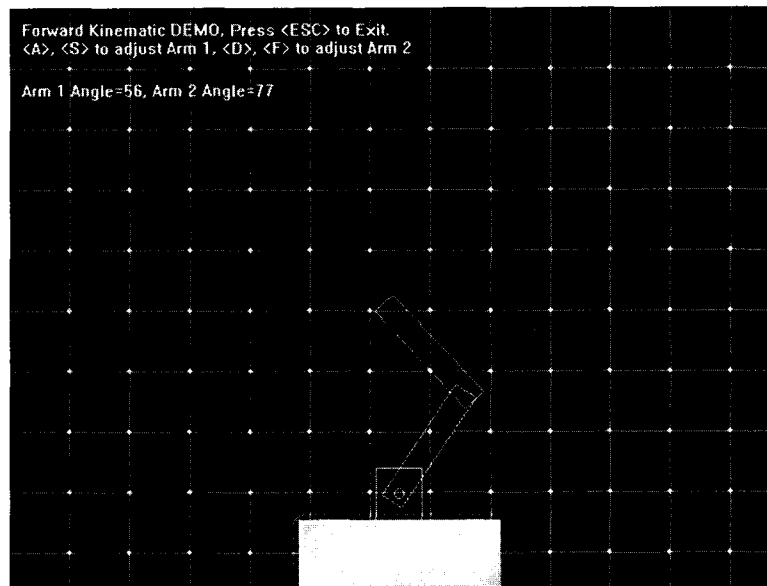 Forward Kinematic DEMO, Press <ESC> to Exit.
<A>, <S> to adjust Arm 1, <D>, <F> to adjust Arm 2
Arm 1 Angle=56, Arm 2 Angle=77